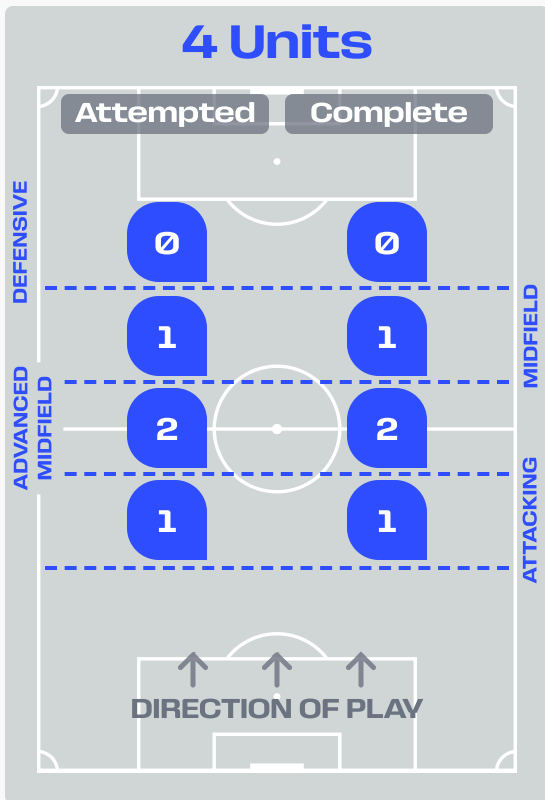 4 Units
Attempted Complete
DEFENSIVE
0 0
MIDFIELD
1 1
ADVANCED
MIDFIELD
2 2
ATTACKING
1 1
DIRECTION OF PLAY